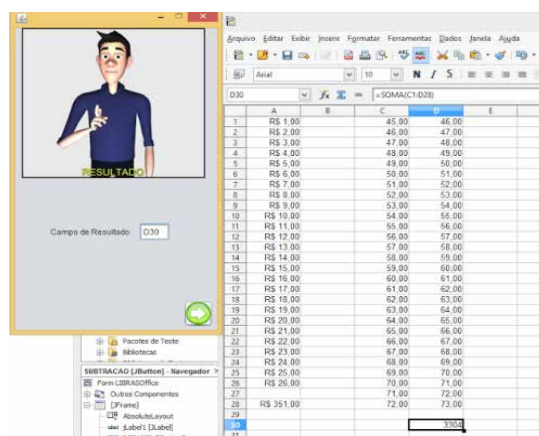 RESULTADO
Campo de Resultado D30
Pacotes de Teste
Bibliotecas
SUBTRACAO [JButton] - Navegador
Form LIBRASOffice
Outros Componentes
[JFrame]
AbsoluteLayout
jLabel1 [JLabel]
Arquivo Editar Exibir Inserir Formatar Ferramentas Dados Janela Ajuda
Arial 10 N I S
D30 =SOMA(C1:D28)
A B C D E
1 R$ 1,00 45,00 46,00
2 R$ 2,00 46,00 47,00
3 R$ 3,00 47,00 48,00
4 R$ 4,00 48,00 49,00
5 R$ 5,00 49,00 50,00
6 R$ 6,00 50,00 51,00
7 R$ 7,00 51,00 52,00
8 R$ 8,00 52,00 53,00
9 R$ 9,00 53,00 54,00
10 R$ 10,00 54,00 55,00
11 R$ 11,00 55,00 56,00
12 R$ 12,00 56,00 57,00
13 R$ 13,00 57,00 58,00
14 R$ 14,00 58,00 59,00
15 R$ 15,00 59,00 60,00
16 R$ 16,00 60,00 61,00
17 R$ 17,00 61,00 62,00
18 R$ 18,00 62,00 63,00
19 R$ 19,00 63,00 64,00
20 R$ 20,00 64,00 65,00
21 R$ 21,00 65,00 66,00
22 R$ 22,00 66,00 67,00
23 R$ 23,00 67,00 68,00
24 R$ 24,00 68,00 69,00
25 R$ 25,00 69,00 70,00
26 R$ 26,00 70,00 71,00
27 71,00 72,00
28 R$ 351,00 72,00 73,00
29
30 3304
31